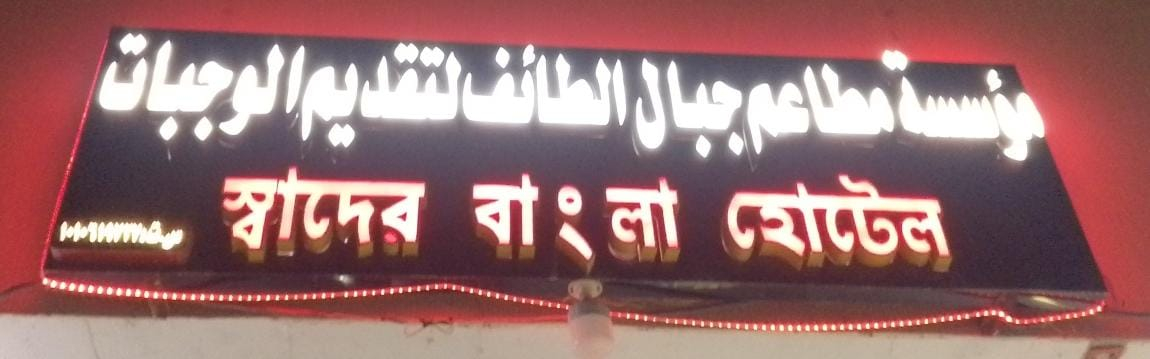 مؤسسة مطاعم جبال الطائف لتقديم الوجبات
স্বাদের বাংলা হোটেল
س.ت: